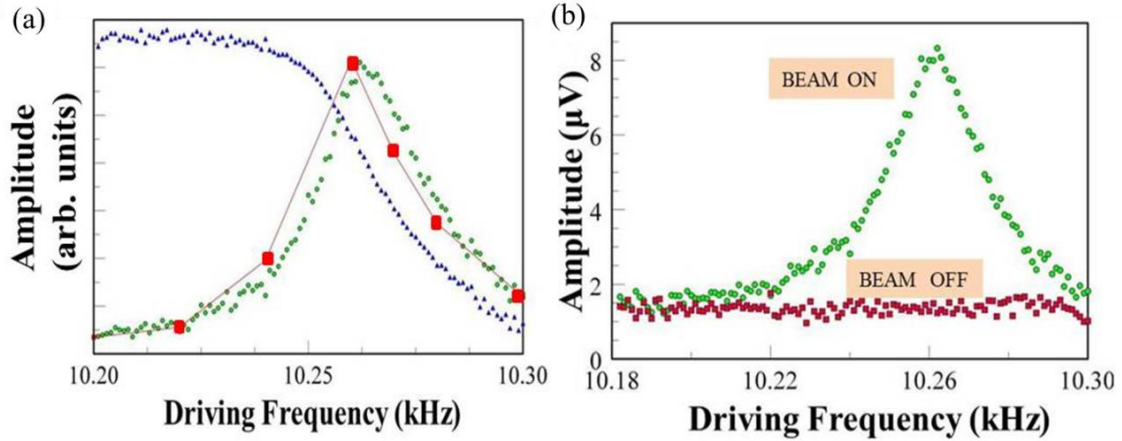 (a)
Amplitude
(arb. units)
10.20
10.25
10.30
Driving Frequency (kHz)
(b)
Amplitude (μV)
8
6
4
2
0
BEAM ON
BEAM OFF
10.18
10.22
10.26
10.30
Driving Frequency (kHz)